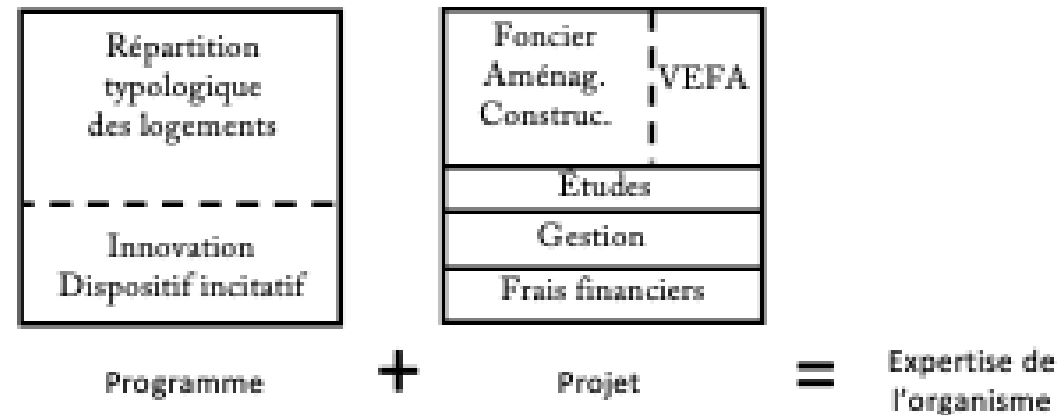 Répartition
typologique
des logements
Innovation
Dispositif incitatif
Foncier
Aménag.
Construc.
VEFA
Études
Gestion
Frais financiers
Programme
+
Projet
=
Expertise de
l'organisme